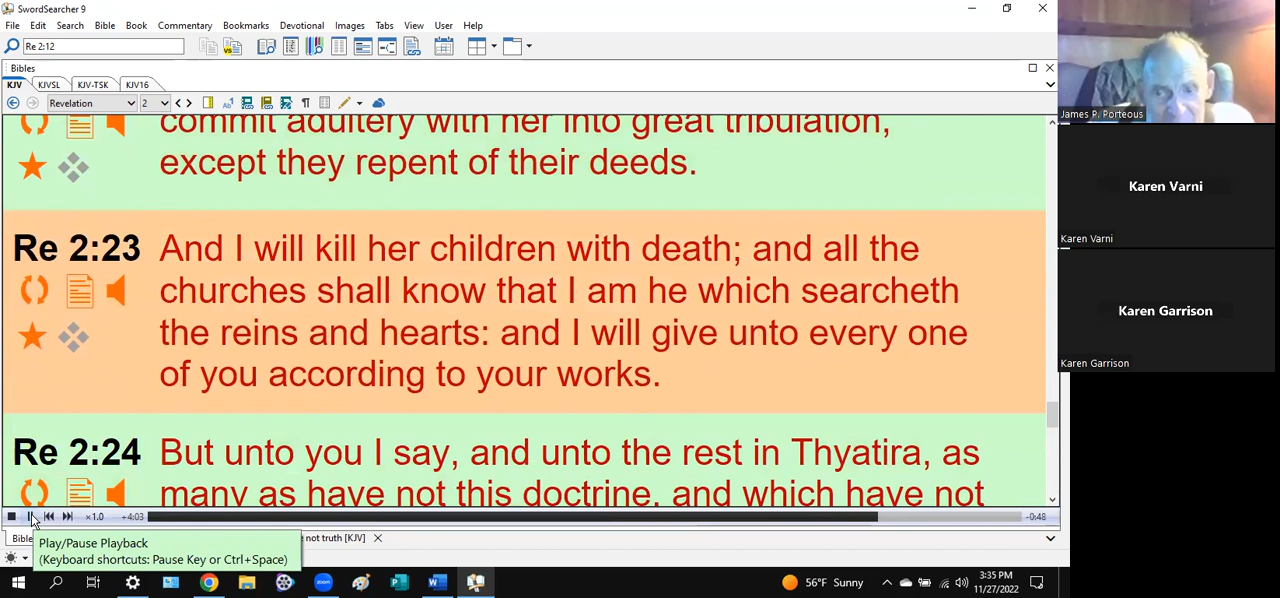 SwordSearcher 9
File Edit Search Bible Book Commentary Bookmarks Devotional Images Tabs View User Help
Re 2:12
Bibles
KJV KJVSL KJV-TSK KJV16
Revelation 2
commit adultery with her into great tribulation,
except they repent of their deeds.
Re 2:23 And I will kill her children with death; and all the
churches shall know that I am he which searcheth
the reins and hearts: and I will give unto every one
of you according to your works.
Re 2:24 But unto you I say, and unto the rest in Thyatira, as
many as have not this doctrine, and which have not
×1.0 +4:03 -0:48
Play/Pause Playback
(Keyboard shortcuts: Pause Key or Ctrl+Space)
Bible
not truth [KJV]
56°F Sunny
3:35 PM
11/27/2022
James P. Porteous
Karen Varni
Karen Varni
Karen Garrison
Karen Garrison